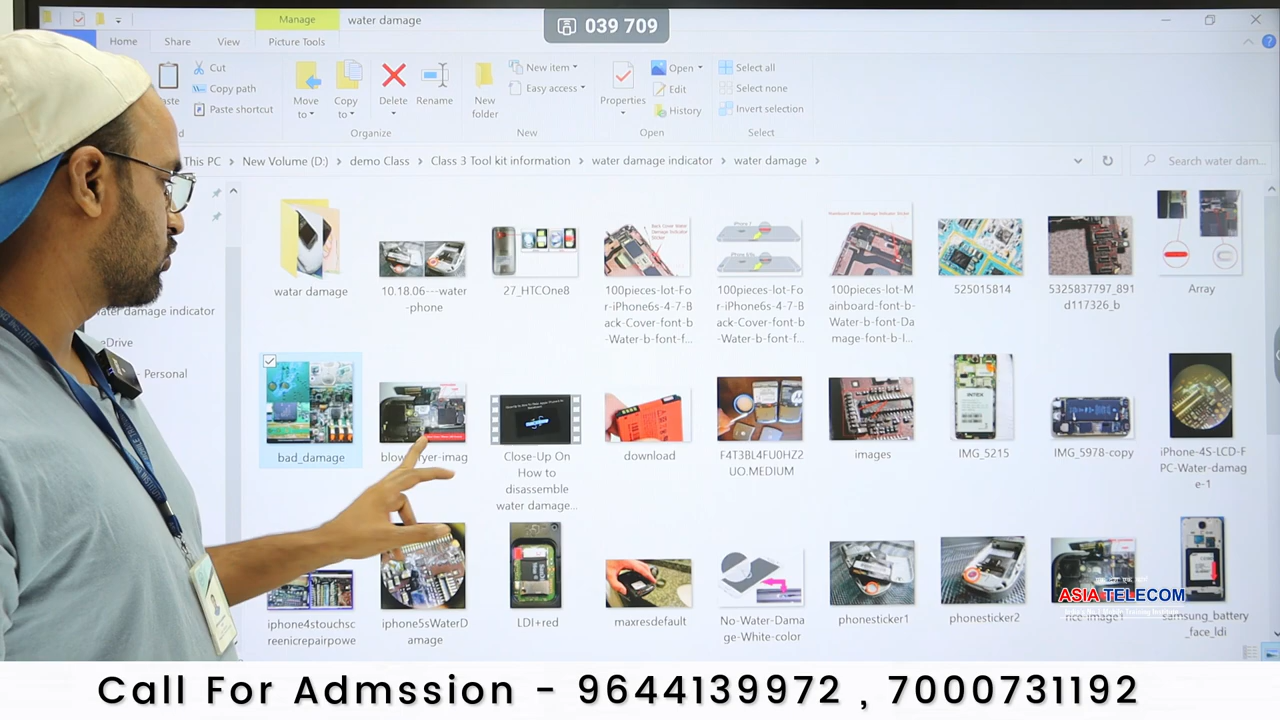 Manage
water damage
039 709
Home
Share
View
Picture Tools
Cut
Copy path
Paste shortcut
Move to
Copy to
Delete
Rename
New folder
New item
Easy access
Properties
Open
Edit
History
Select all
Select none
Invert selection
Organize
New
Open
Select
This PC > New Volume (D:) > demo Class > Class 3 Tool kit information > water damage indicator > water damage >
Search water dam...
water damage indicator
Personal
watar damage
10.18.06---water
-phone
27_HTCOne8
100pieces-lot-Fo
r-iPhone6s-4-7-B
ack-Cover-font-b
-Water-b-font-f...
100pieces-lot-Fo
r-iPhone6s-4-7-B
ack-Cover-font-b
-Water-b-font-f...
100pieces-lot-M
ainboard-font-b-
Water-b-font-Da
mage-font-b-I...
525015814
5325837797_891
d117326_b
Array
bad_damage
Close-Up On
How to
disassemble
water damage...
download
F4T3BL4FU0HZ2
UO.MEDIUM
images
IMG_5215
IMG_5978-copy
iPhone-4S-LCD-F
PC-Water-damag
e-1
iphone4stouchsc
reenicrepairpowe
iphone5sWaterD
amage
LDI+red
maxresdefault
No-Water-Dama
ge-White-color
phonesticker1
phonesticker2
samsung_battery
_face_ldi
ASIA TELECOM
Call For Admssion - 9644139972 , 7000731192